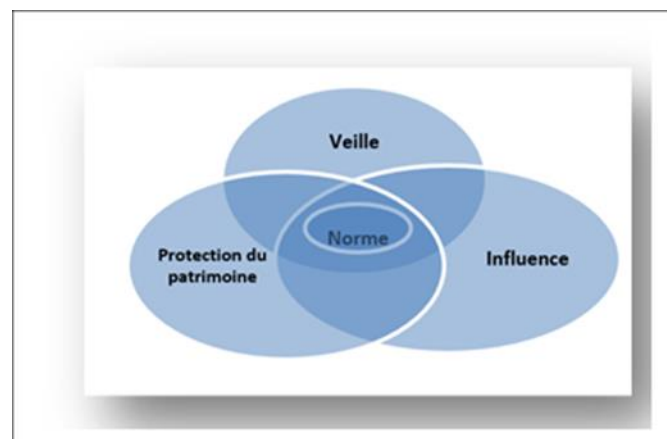 Veille
Norme
Protection du
patrimoine
Influence